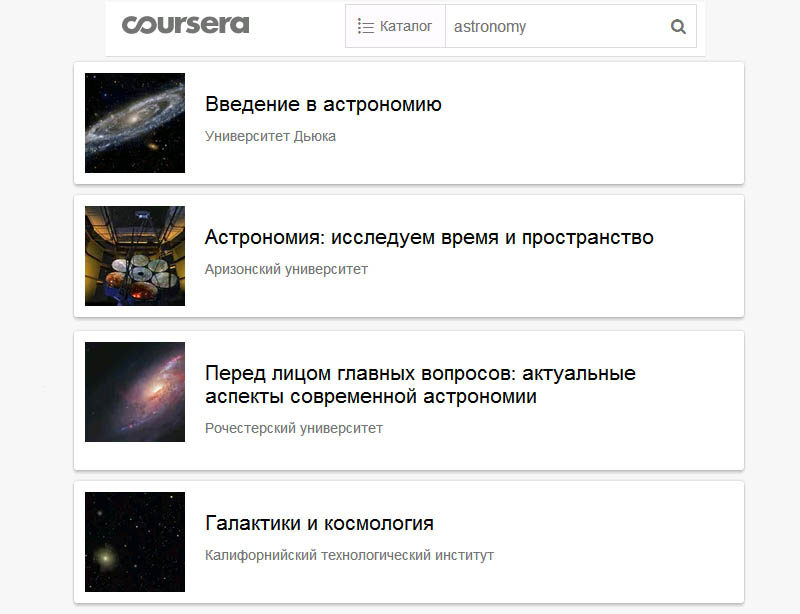 coursera
Каталог
astronomy
Введение в астрономию
Университет Дьюка
Астрономия: исследуем время и пространство
Аризонский университет
Перед лицом главных вопросов: актуальные
аспекты современной астрономии
Рочестерский университет
Галактики и космология
Калифорнийский технологический институт